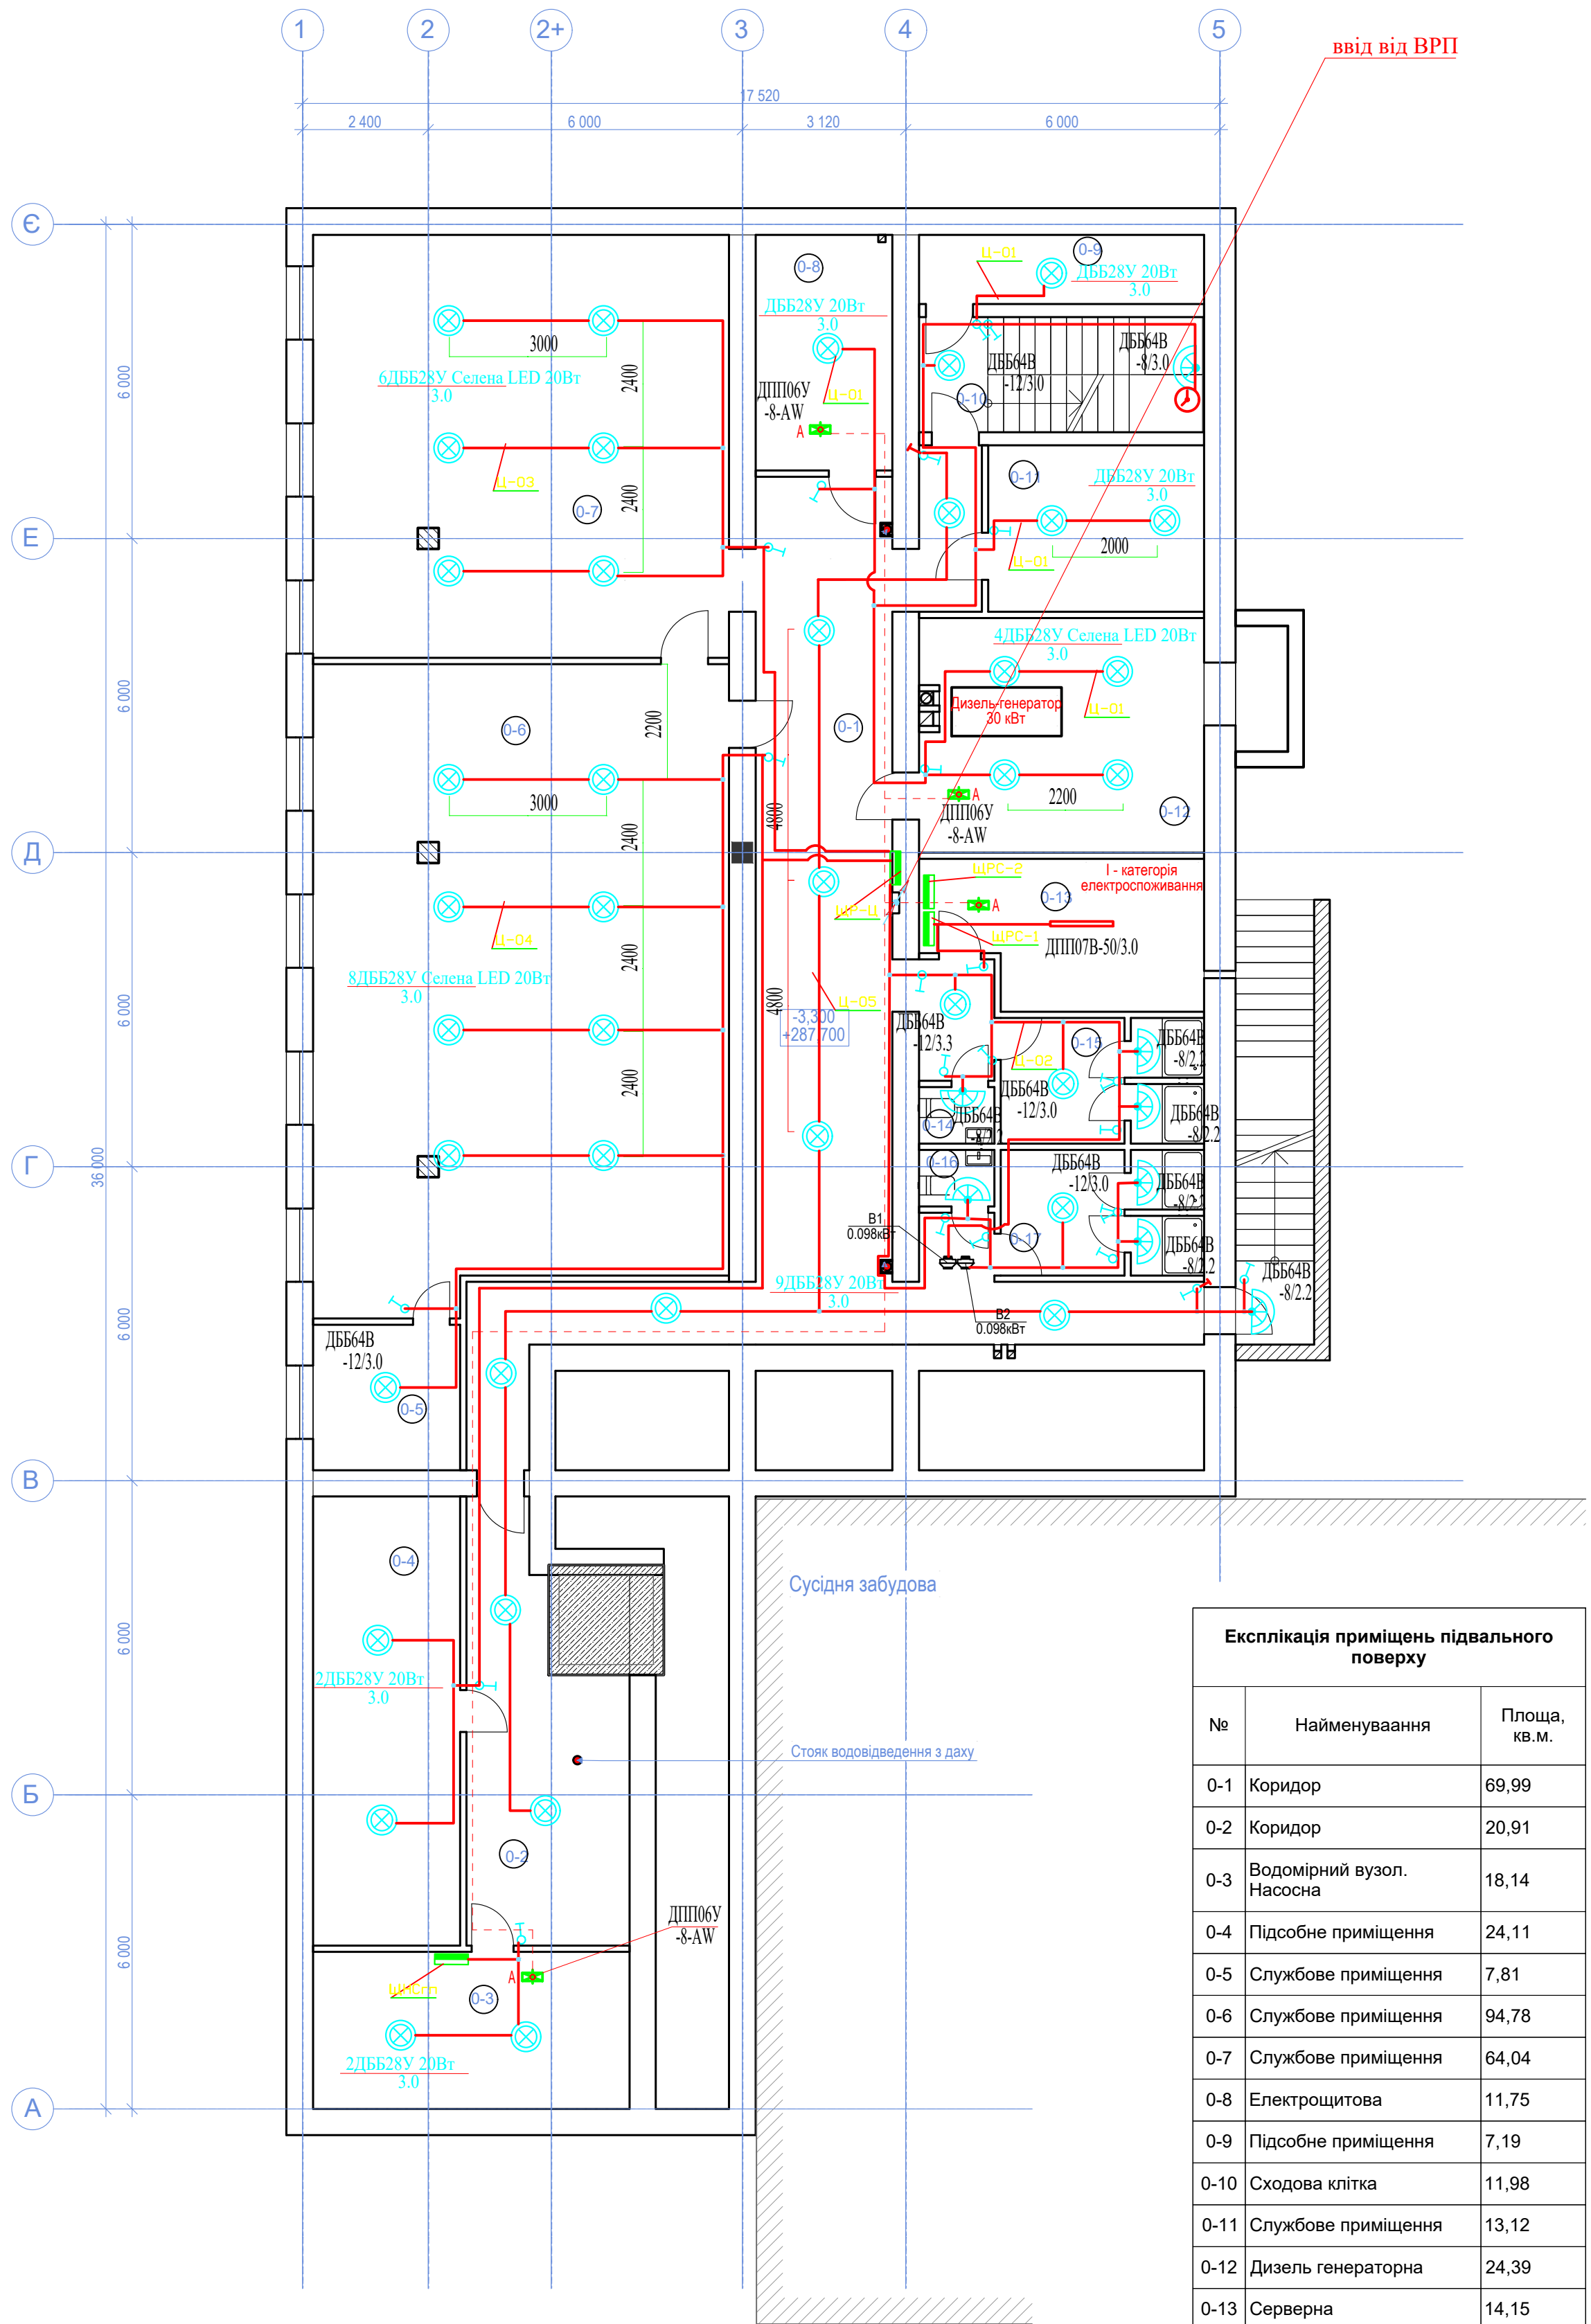 1
2
2+
3
4
5
ввід від ВРП
17 520
2 400
6 000
3 120
6 000
Є
Е
Д
Г
В
Б
А
36 000
6 000
6 000
6 000
6 000
6 000
6 000
0-7
6ДББ28У Селена LED 20Вт
3.0
3000
2400
2400
Ц-03
0-8
ДББ28У 20Вт
3.0
ДПП06У
-8-AW
Ц-01
А
Ц-01
0-9
ДББ28У 20Вт
3.0
ДББ64В
-12/3.0
ДББ64В
-8/3.0
0-10
0-11
ДББ28У 20Вт
3.0
Ц-01
2000
4ДББ28У Селена LED 20Вт
3.0
Дизель-генератор
30 кВт
Ц-01
2200
0-12
А
ДПП06У
-8-AW
0-6
2200
3000
2400
2400
2400
Ц-04
8ДББ28У Селена LED 20Вт
3.0
0-1
4800
4800
ЩР-Ц
Ц-05
-3,300
+287,700
ЩРС-2
І - категорія
електроспоживання
0-13
А
ЩРС-1
ДПП07В-50/3.0
ДББ64В
-12/3.3
0-15
Ц-02
ДББ64В
-12/3.0
ДББ64В
-8/2.2
ДББ64В
-8/2.2
0-14
ДББ64В
-8/2.2
0-16
ДББ64В
-12/3.0
ДББ64В
-8/2.2
0-17
ДББ64В
-8/2.2
В1
0.098кВт
В2
0.098кВт
9ДББ28У 20Вт
3.0
ДББ64В
-8/2.2
ДББ64В
-12/3.0
0-5
0-4
2ДББ28У 20Вт
3.0
Сусідня забудова
Стояк водовідведення з даху
0-2
ДПП06У
-8-AW
А
0-3
2ДББ28У 20Вт
3.0
Експлікація приміщень підвального
поверху
№ Найменуваання Площа,
кв.м.
0-1 Коридор 69,99
0-2 Коридор 20,91
0-3 Водомірний вузол.
Насосна 18,14
0-4 Підсобне приміщення 24,11
0-5 Службове приміщення 7,81
0-6 Службове приміщення 94,78
0-7 Службове приміщення 64,04
0-8 Електрощитова 11,75
0-9 Підсобне приміщення 7,19
0-10 Сходова клітка 11,98
0-11 Службове приміщення 13,12
0-12 Дизель генераторна 24,39
0-13 Серверна 14,15